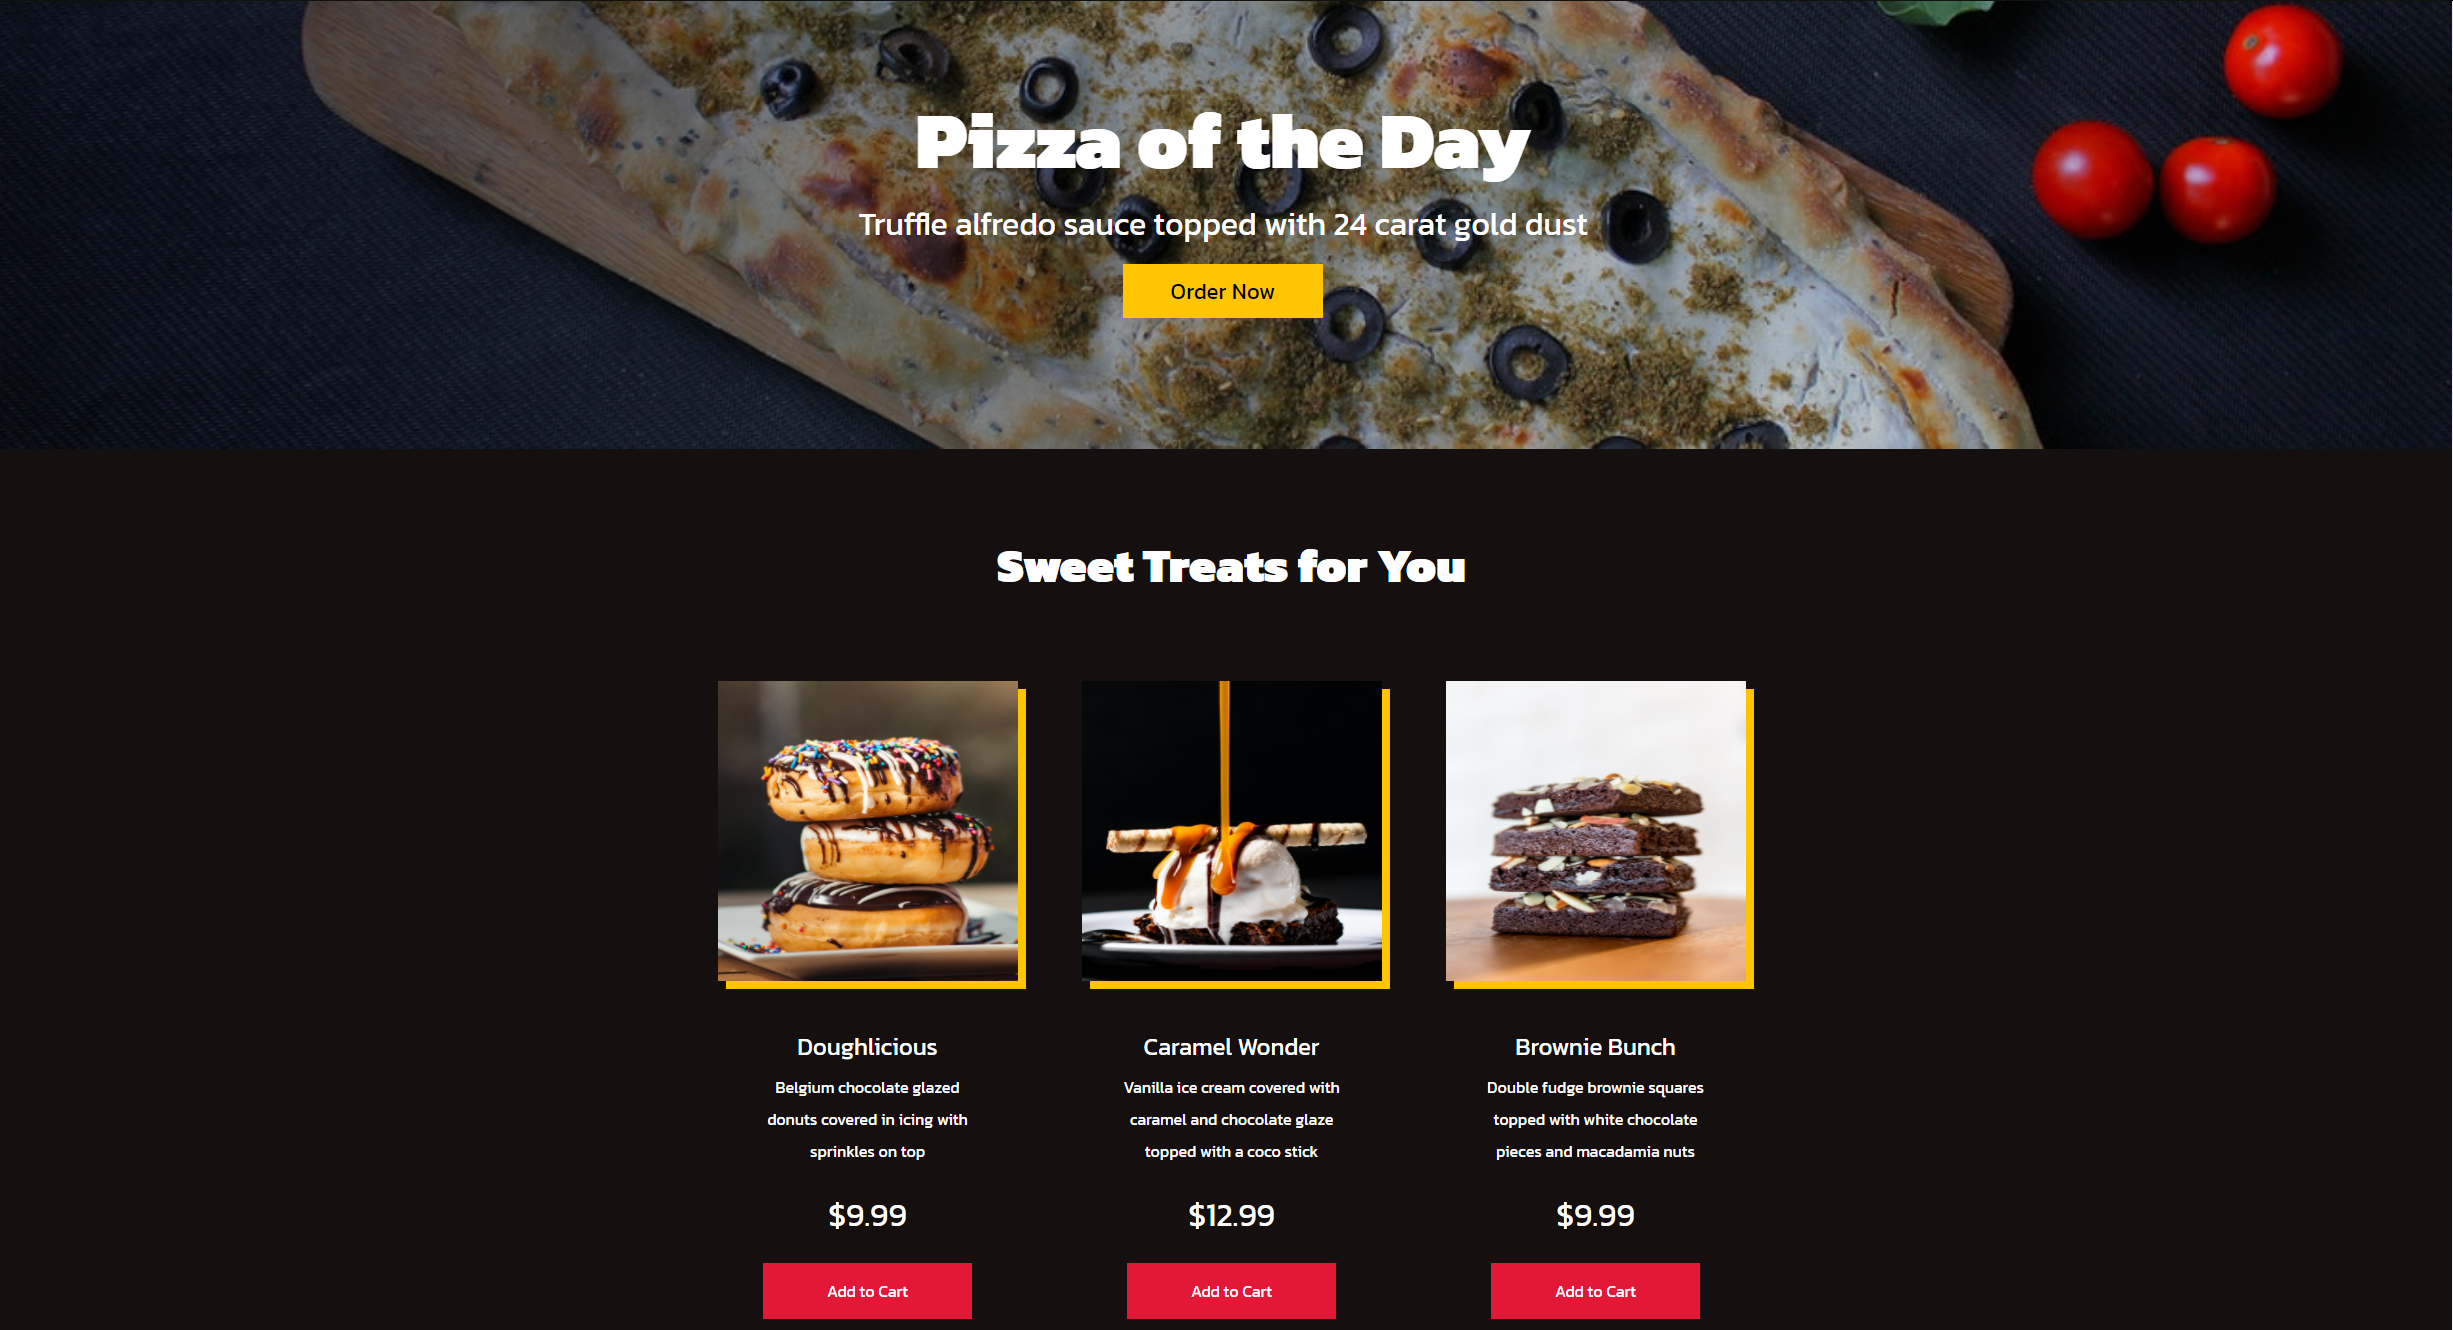 Pizza of the Day
Truffle alfredo sauce topped with 24 carat gold dust
Order Now
Sweet Treats for You
Doughlicious
Belgium chocolate glazed
donuts covered in icing with
sprinkles on top
$9.99
Add to Cart
Caramel Wonder
Vanilla ice cream covered with
caramel and chocolate glaze
topped with a coco stick
$12.99
Add to Cart
Brownie Bunch
Double fudge brownie squares
topped with white chocolate
pieces and macadamia nuts
$9.99
Add to Cart